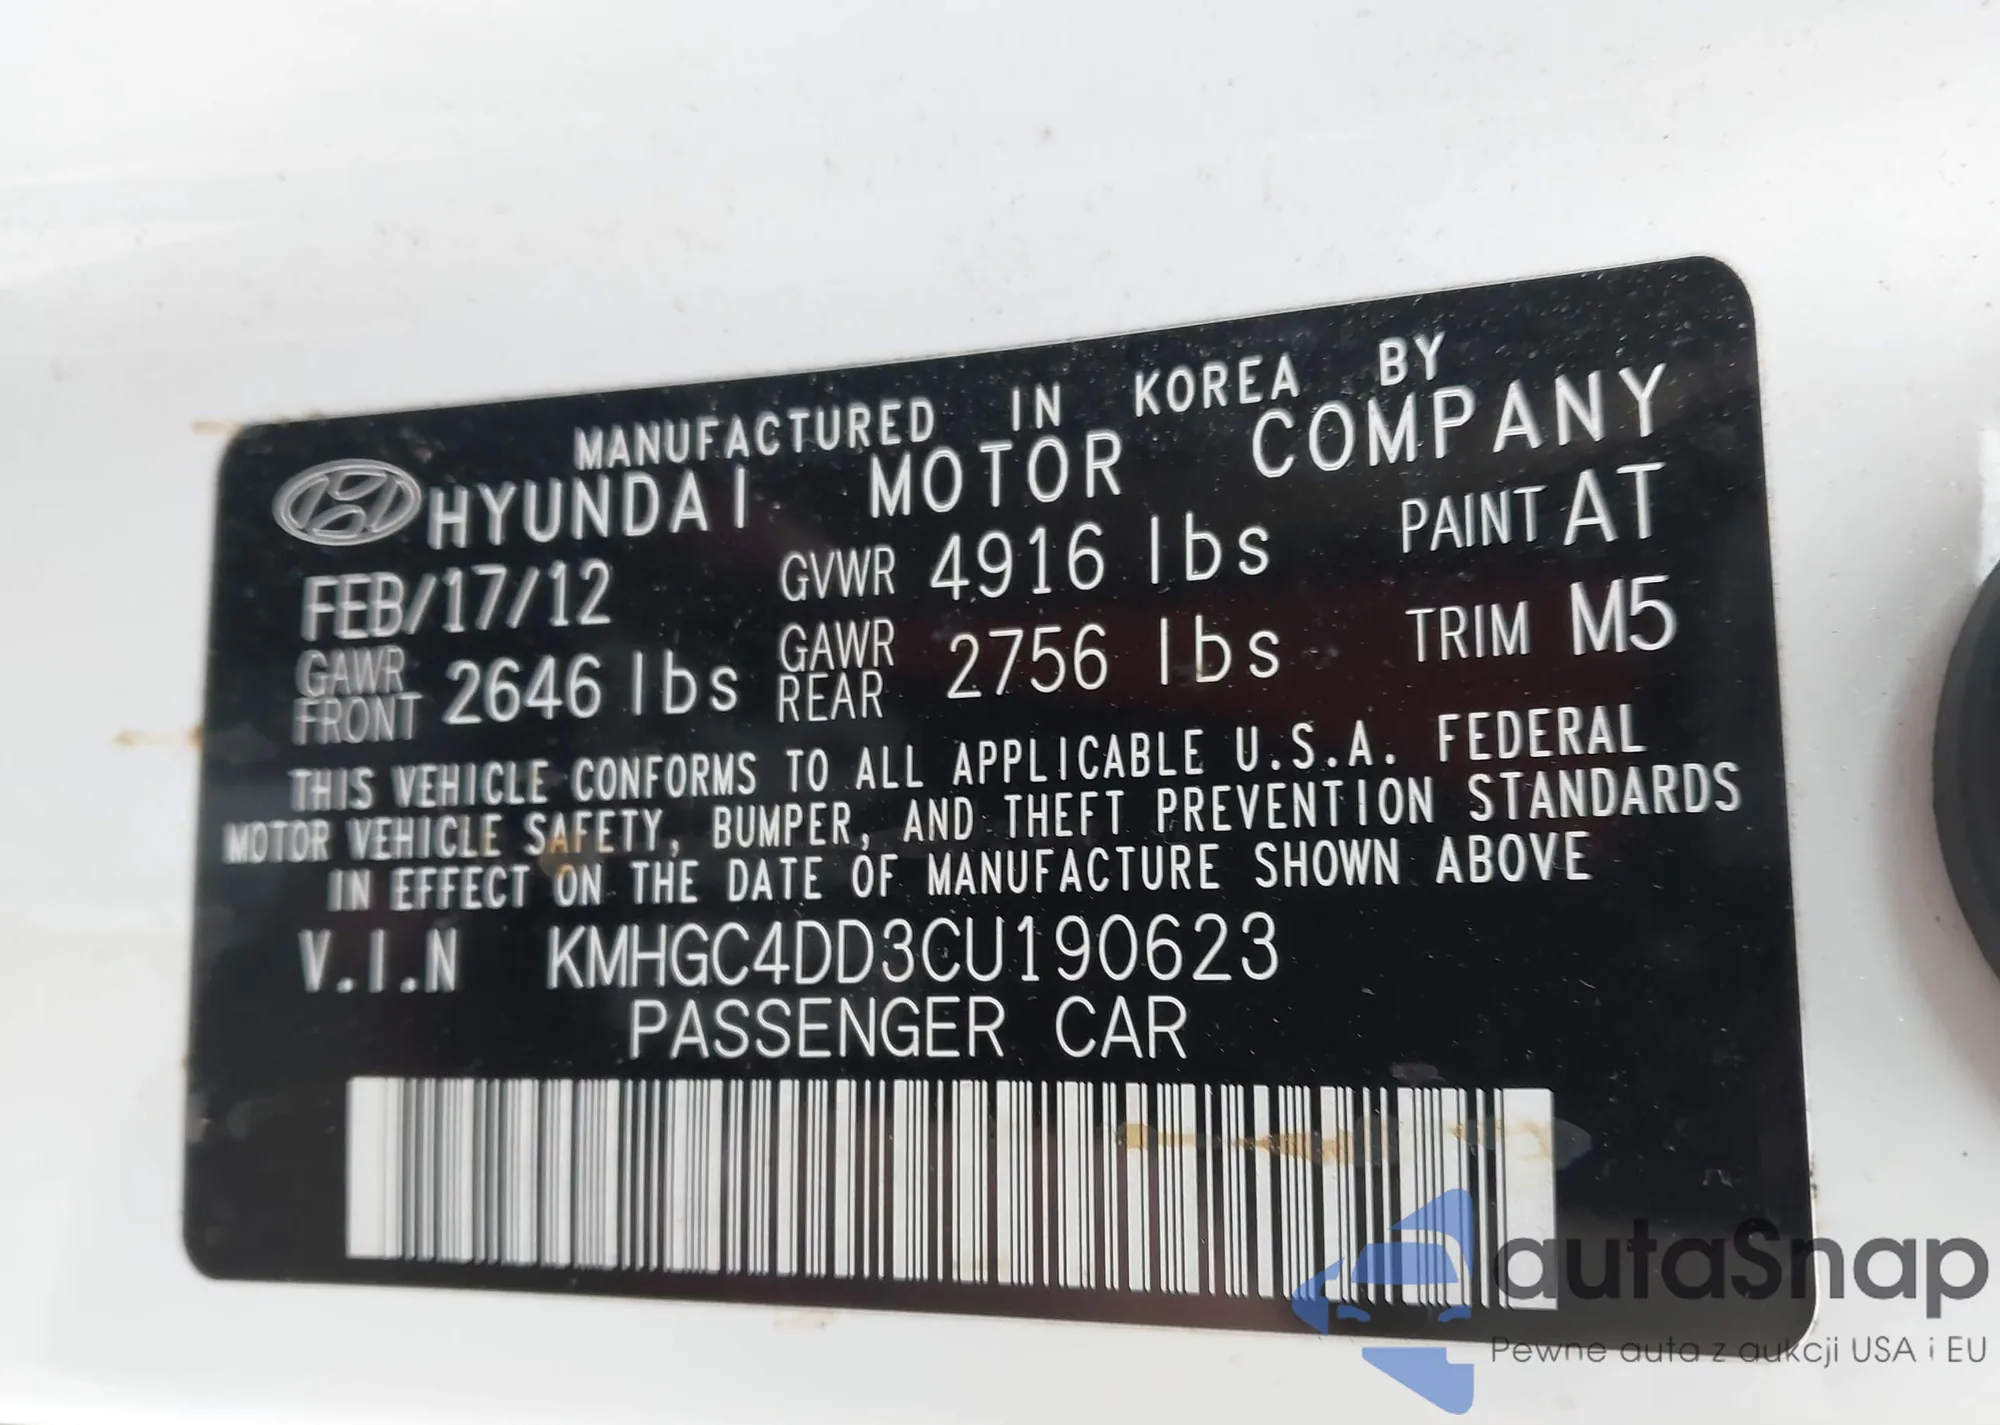 MANUFACTURED IN KOREA BY
HYUNDAI MOTOR COMPANY
FEB/17/12 GVWR 4916 lbs PAINT AT
GAWR FRONT 2646 lbs GAWR REAR 2756 lbs TRIM M5
THIS VEHICLE CONFORMS TO ALL APPLICABLE U.S.A. FEDERAL
MOTOR VEHICLE SAFETY, BUMPER, AND THEFT PREVENTION STANDARDS
IN EFFECT ON THE DATE OF MANUFACTURE SHOWN ABOVE
V.I.N KMHGC4DD3CU190623
PASSENGER CAR
autaSnap
Pewne auta z aukcji USA i EU